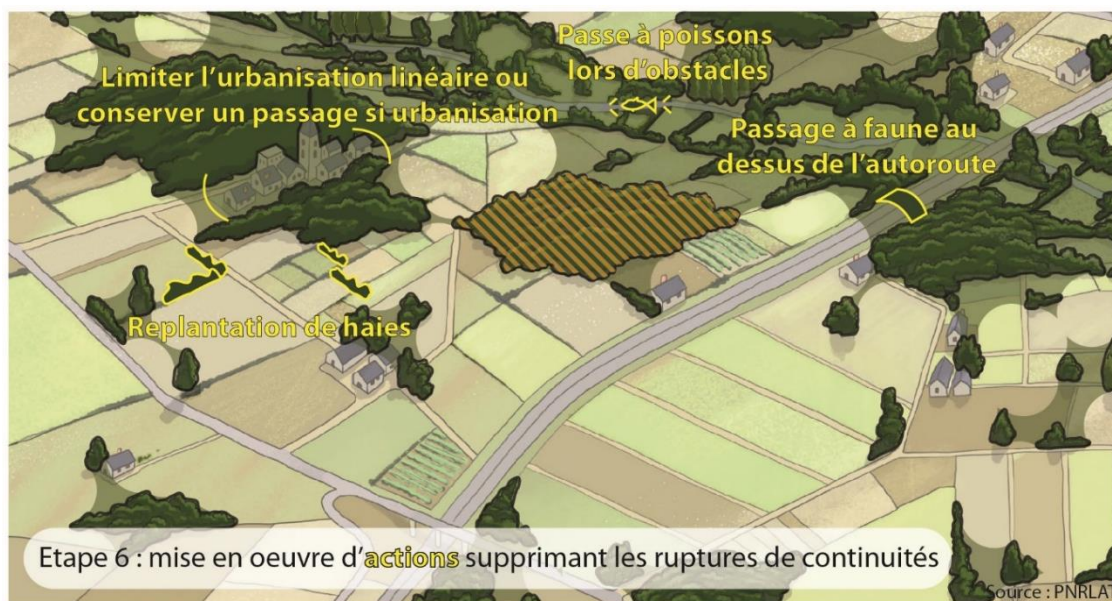 Passe à poissons
lors d'obstacles
Limiter l'urbanisation linéaire ou
conserver un passage si urbanisation
Passage à faune au
dessus de l'autoroute
Replantation de haies
Etape 6 : mise en oeuvre d'actions supprimant les ruptures de continuités
Source : PNRLAT